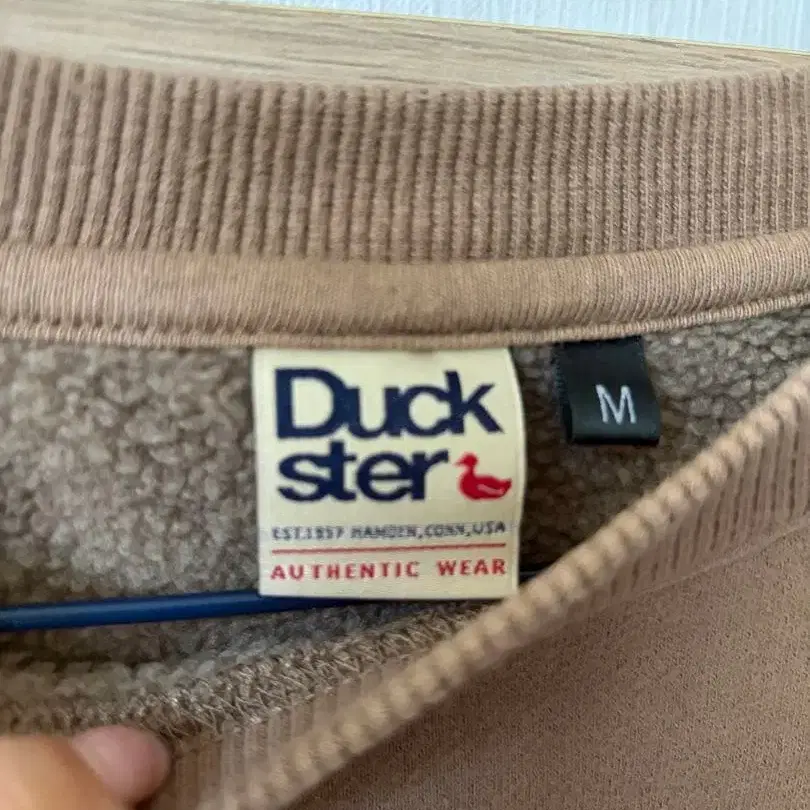 Duck
ster
EST.1957 HAMDEN,CONN,USA
AUTHENTIC WEAR
M